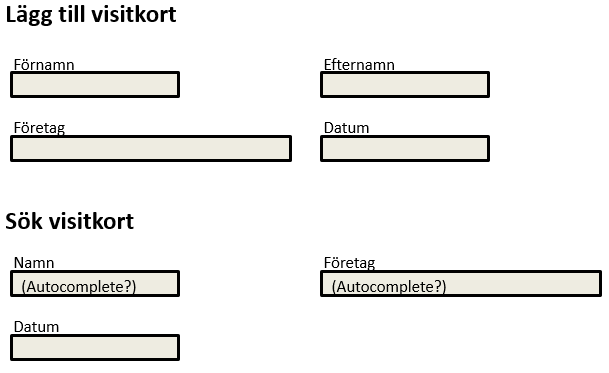 Lägg till visitkort
Förnamn Efternamn
Företag Datum
Sök visitkort
Namn Företag
(Autocomplete?) (Autocomplete?)
Datum